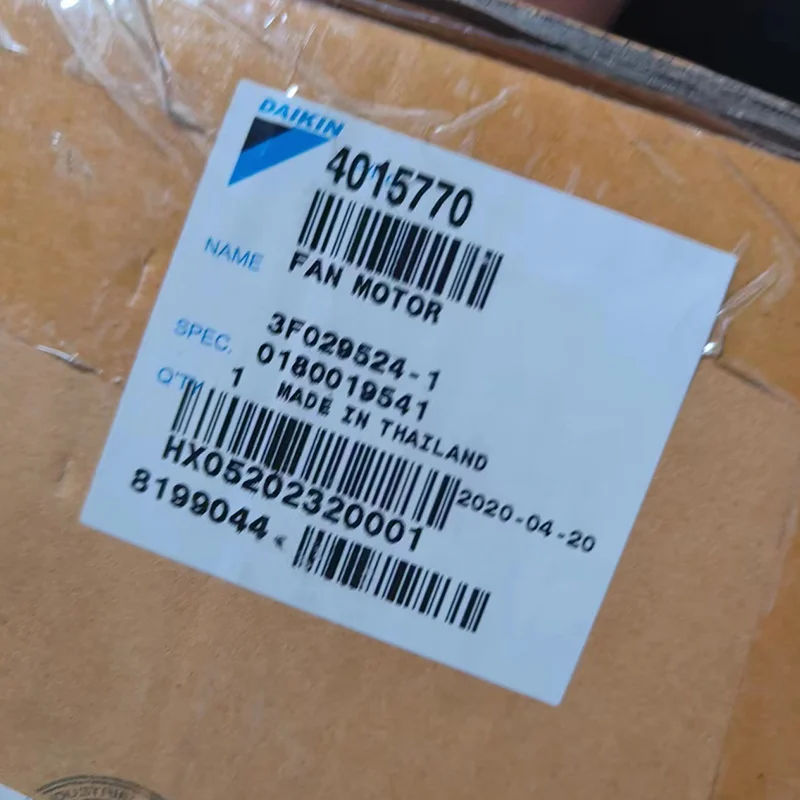 DAIKIN
4015770
NAME FAN MOTOR
SPEC. 3F029524-1
0180019541
Q'TY 1 MADE IN THAILAND
HX05202320001 2020-04-20
8199044